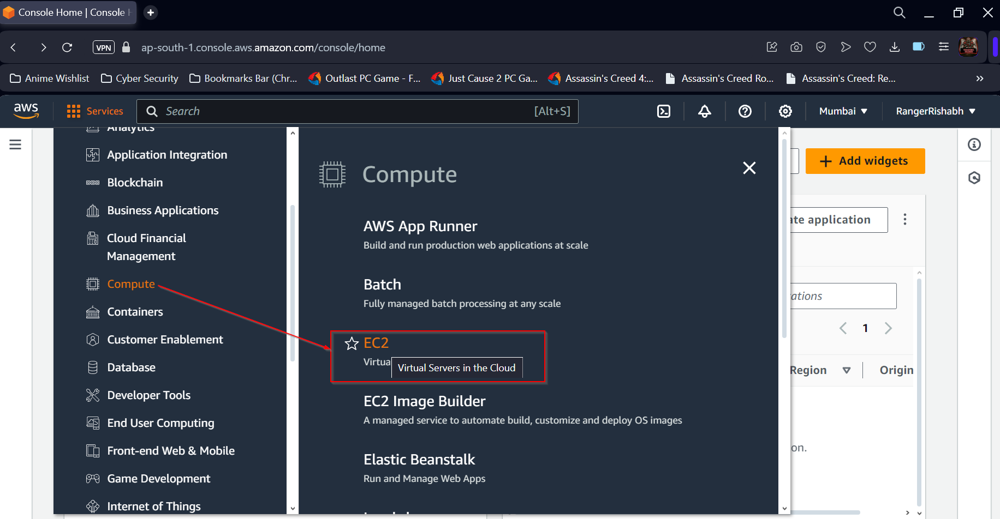 Console Home | Console
VPN
ap-south-1.console.aws.amazon.com/console/home
Anime Wishlist
Cyber Security
Bookmarks Bar (Chr...
Outlast PC Game - F...
Just Cause 2 PC Ga...
Assassin's Creed 4:...
Assassin's Creed Ro...
Assassin's Creed: Re...
aws
Services
Search
[Alt+S]
Mumbai
RangerRishabh
Analytics
Application Integration
Blockchain
Business Applications
Cloud Financial
Management
Compute
Containers
Customer Enablement
Database
Developer Tools
End User Computing
Front-end Web & Mobile
Game Development
Internet of Things
Compute
AWS App Runner
Build and run production web applications at scale
Batch
Fully managed batch processing at any scale
EC2
Virtua
Virtual Servers in the Cloud
EC2 Image Builder
A managed service to automate build, customize and deploy OS images
Elastic Beanstalk
Run and Manage Web Apps
Add widgets
ate application
ations
1
Region
Origin
on.